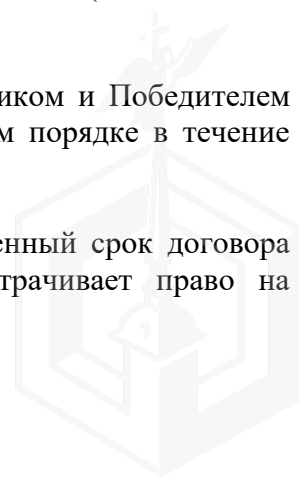 иком и Победителем
м порядке в течение
енный срок договора
трачивает право на